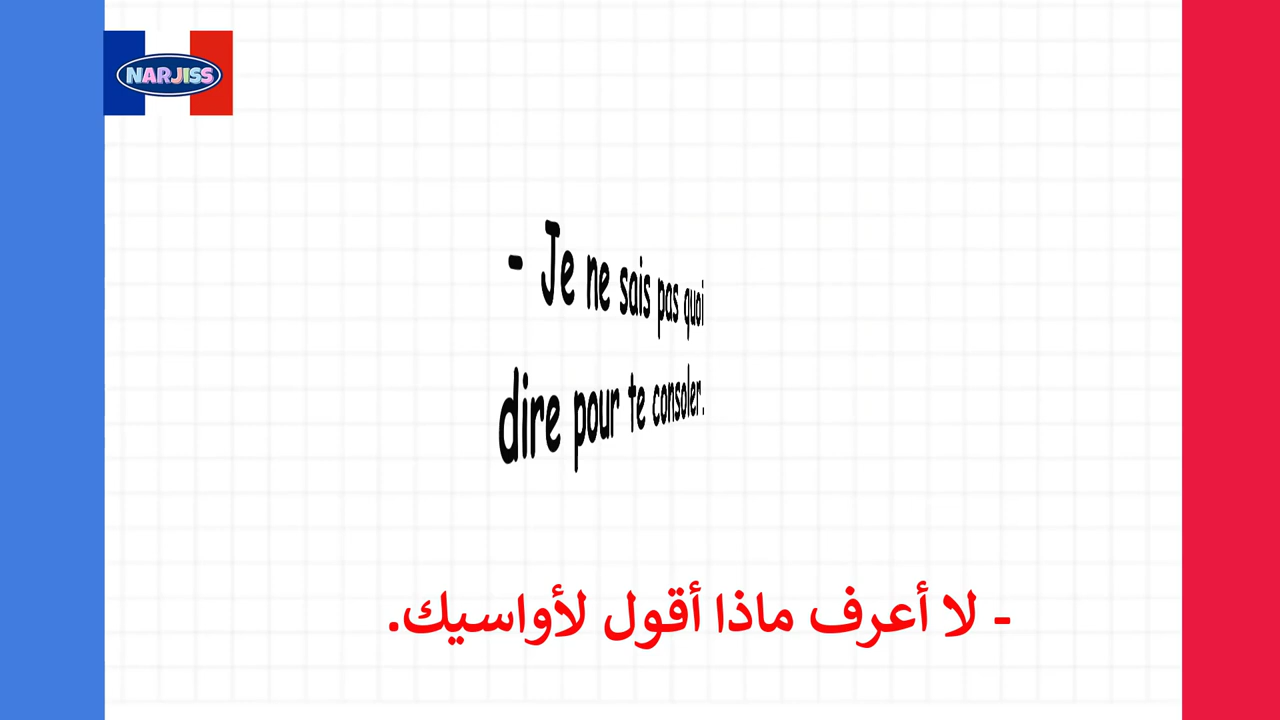 NARJISS
- Je ne sais pas quoi
dire pour te consoler.
- لا أعرف ماذا أقول لأواسيك.